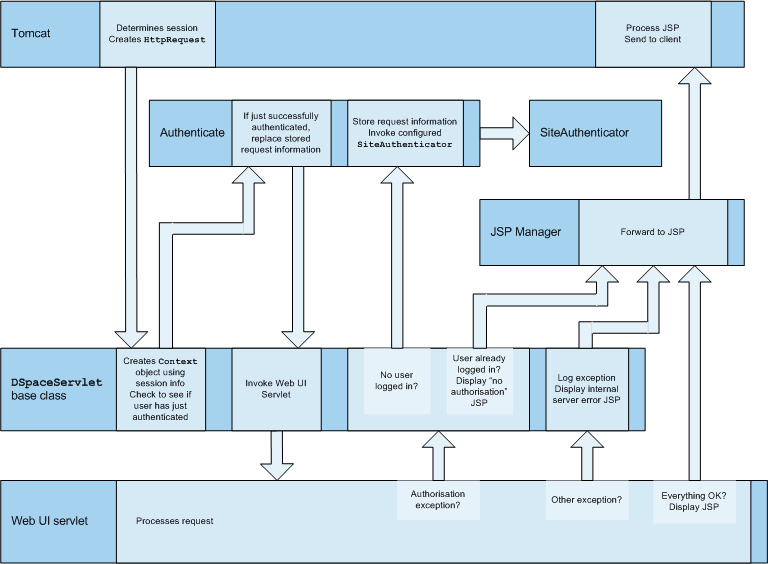 Tomcat
Determines session
Creates HttpRequest
Process JSP
Send to client
Authenticate
If just successfully
authenticated,
replace stored
request information
Store request information
Invoke configured
SiteAuthenticator
SiteAuthenticator
JSP Manager
Forward to JSP
DSpaceServlet
base class
Creates Context
object using
session info
Check to see if
user has just
authenticated
Invoke Web UI
Servlet
No user
logged in?
User already
logged in?
Display “no
authorisation”
JSP
Log exception
Display internal
server error JSP
Web UI servlet
Processes request
Authorisation
exception?
Other exception?
Everything OK?
Display JSP